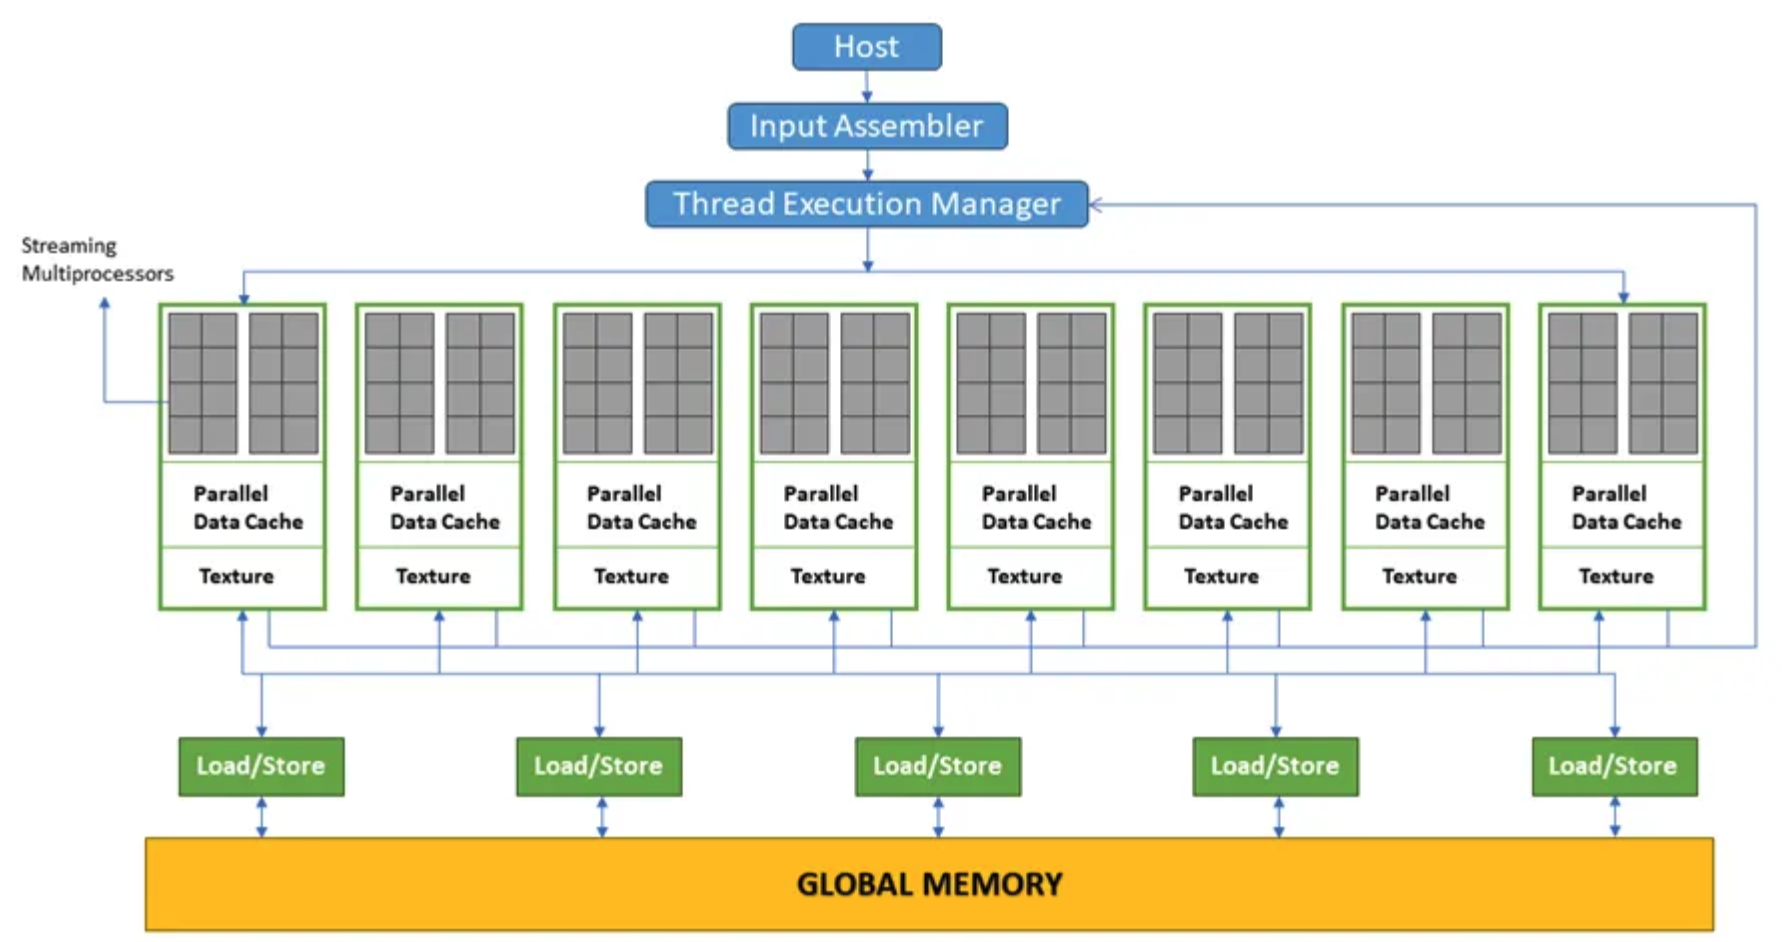 Host
Input Assembler
Thread Execution Manager
Streaming
Multiprocessors
Parallel
Data Cache
Texture
Parallel
Data Cache
Texture
Parallel
Data Cache
Texture
Parallel
Data Cache
Texture
Parallel
Data Cache
Texture
Parallel
Data Cache
Texture
Parallel
Data Cache
Texture
Parallel
Data Cache
Texture
Load/Store
Load/Store
Load/Store
Load/Store
Load/Store
GLOBAL MEMORY